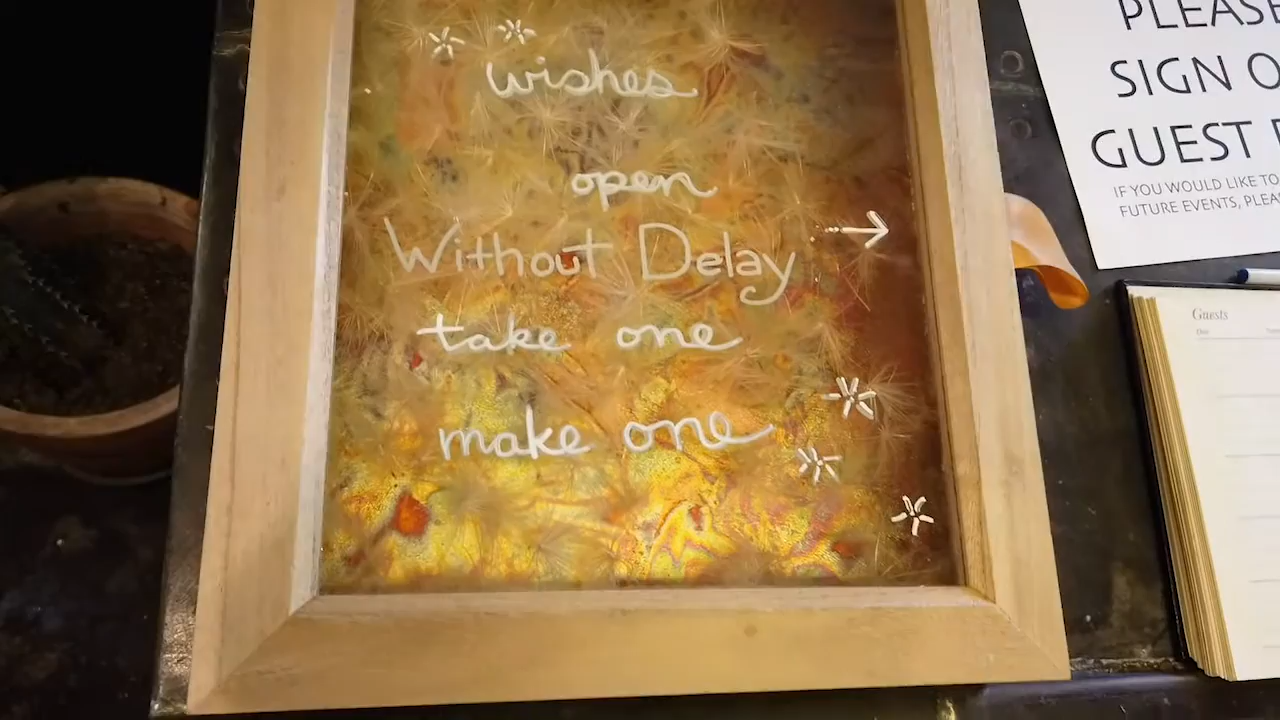 wishes
open
Without Delay
take one
make one
PLEASE
SIGN
GUEST
IF YOU WOULD LIKE TO
FUTURE EVENTS,
Guests